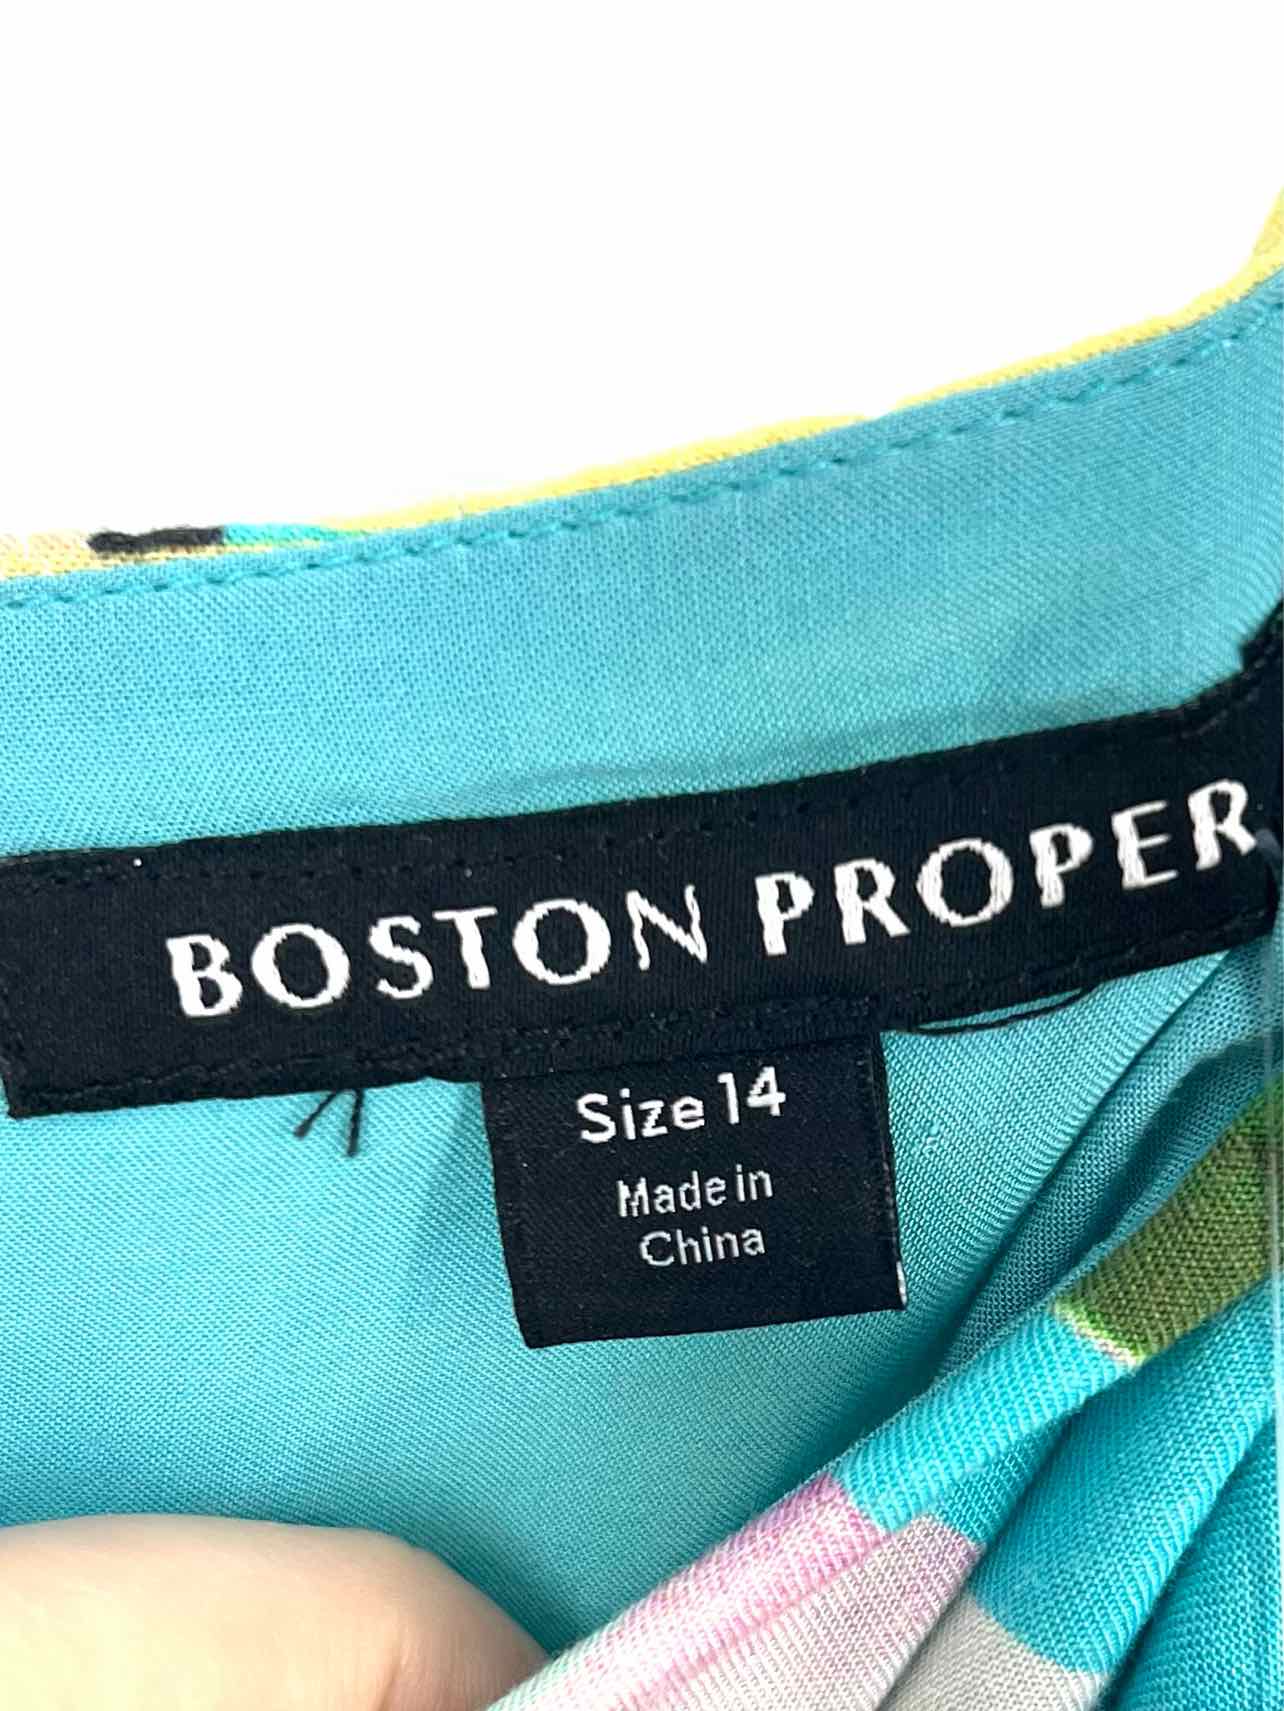 BOSTON PROPER
Size 14
Made in
China